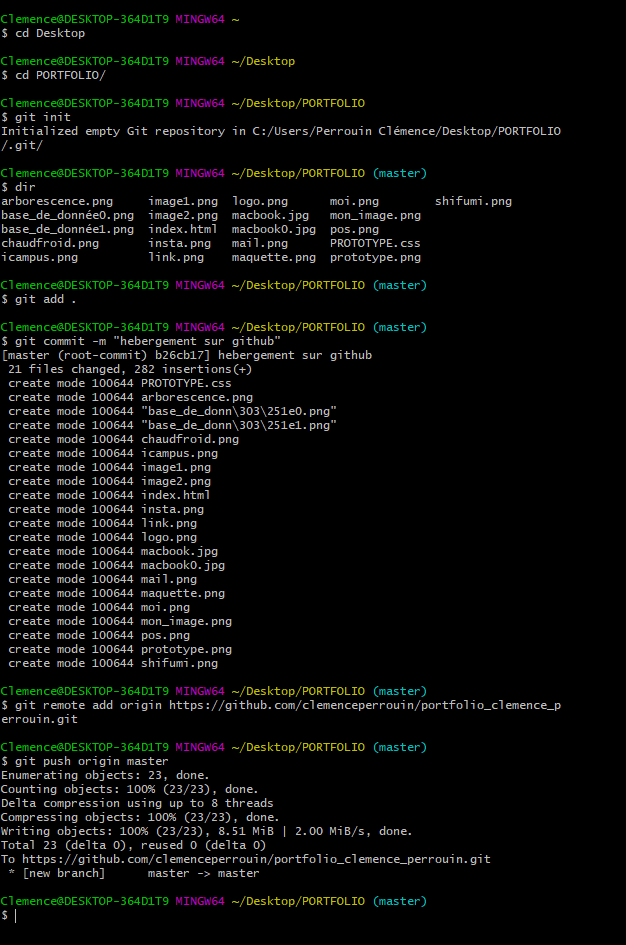 Clemence@DESKTOP-364D1T9 MINGW64 ~
$ cd Desktop
Clemence@DESKTOP-364D1T9 MINGW64 ~/Desktop
$ cd PORTFOLIO/
Clemence@DESKTOP-364D1T9 MINGW64 ~/Desktop/PORTFOLIO
$ git init
Initialized empty Git repository in C:/Users/Perrouin Clémence/Desktop/PORTFOLIO
/.git/
Clemence@DESKTOP-364D1T9 MINGW64 ~/Desktop/PORTFOLIO (master)
$ dir
arborescence.png     image1.png  logo.png      moi.png        shifumi.png
base_de_donnée0.png  image2.png  macbook.jpg   mon_image.png
base_de_donnée1.png  index.html  macbook0.jpg  pos.png
chaudfroid.png       insta.png   mail.png      PROTOTYPE.css
icampus.png          link.png    maquette.png  prototype.png
Clemence@DESKTOP-364D1T9 MINGW64 ~/Desktop/PORTFOLIO (master)
$ git add .
Clemence@DESKTOP-364D1T9 MINGW64 ~/Desktop/PORTFOLIO (master)
$ git commit -m "hebergement sur github"
[master (root-commit) b26cb17] hebergement sur github
 21 files changed, 282 insertions(+)
 create mode 100644 PROTOTYPE.css
 create mode 100644 arborescence.png
 create mode 100644 "base_de_donn\303\251e0.png"
 create mode 100644 "base_de_donn\303\251e1.png"
 create mode 100644 chaudfroid.png
 create mode 100644 icampus.png
 create mode 100644 image1.png
 create mode 100644 image2.png
 create mode 100644 index.html
 create mode 100644 insta.png
 create mode 100644 link.png
 create mode 100644 logo.png
 create mode 100644 macbook.jpg
 create mode 100644 macbook0.jpg
 create mode 100644 mail.png
 create mode 100644 maquette.png
 create mode 100644 moi.png
 create mode 100644 mon_image.png
 create mode 100644 pos.png
 create mode 100644 prototype.png
 create mode 100644 shifumi.png
Clemence@DESKTOP-364D1T9 MINGW64 ~/Desktop/PORTFOLIO (master)
$ git remote add origin https://github.com/clemenceperrouin/portfolio_clemence_p
errouin.git
Clemence@DESKTOP-364D1T9 MINGW64 ~/Desktop/PORTFOLIO (master)
$ git push origin master
Enumerating objects: 23, done.
Counting objects: 100% (23/23), done.
Delta compression using up to 8 threads
Compressing objects: 100% (23/23), done.
Writing objects: 100% (23/23), 8.51 MiB | 2.00 MiB/s, done.
Total 23 (delta 0), reused 0 (delta 0)
To https://github.com/clemenceperrouin/portfolio_clemence_perrouin.git
 * [new branch]      master -> master
Clemence@DESKTOP-364D1T9 MINGW64 ~/Desktop/PORTFOLIO (master)
$